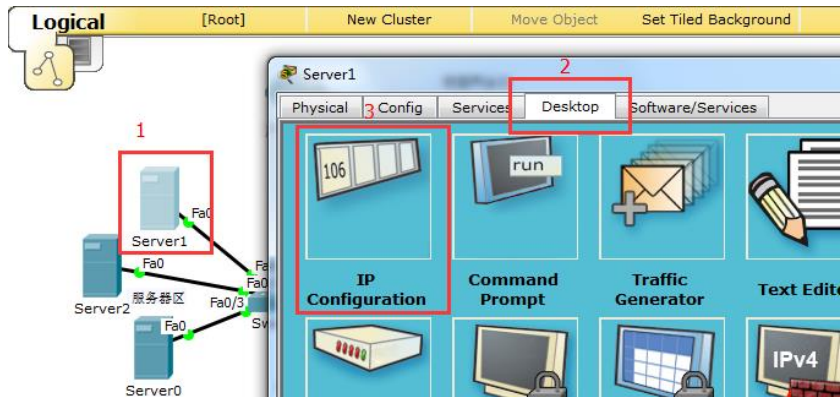 Logical
[Root]
New Cluster
Move Object
Set Tiled Background
Server1
2
Physical
3
Config
Services
Desktop
Software/Services
1
106
run
Fa0
Server1
Fa0
Fa0
IP
Configuration
Command
Prompt
Traffic
Generator
Server2
服务器区
Fa0/3
Fa0
IPv4
Server0